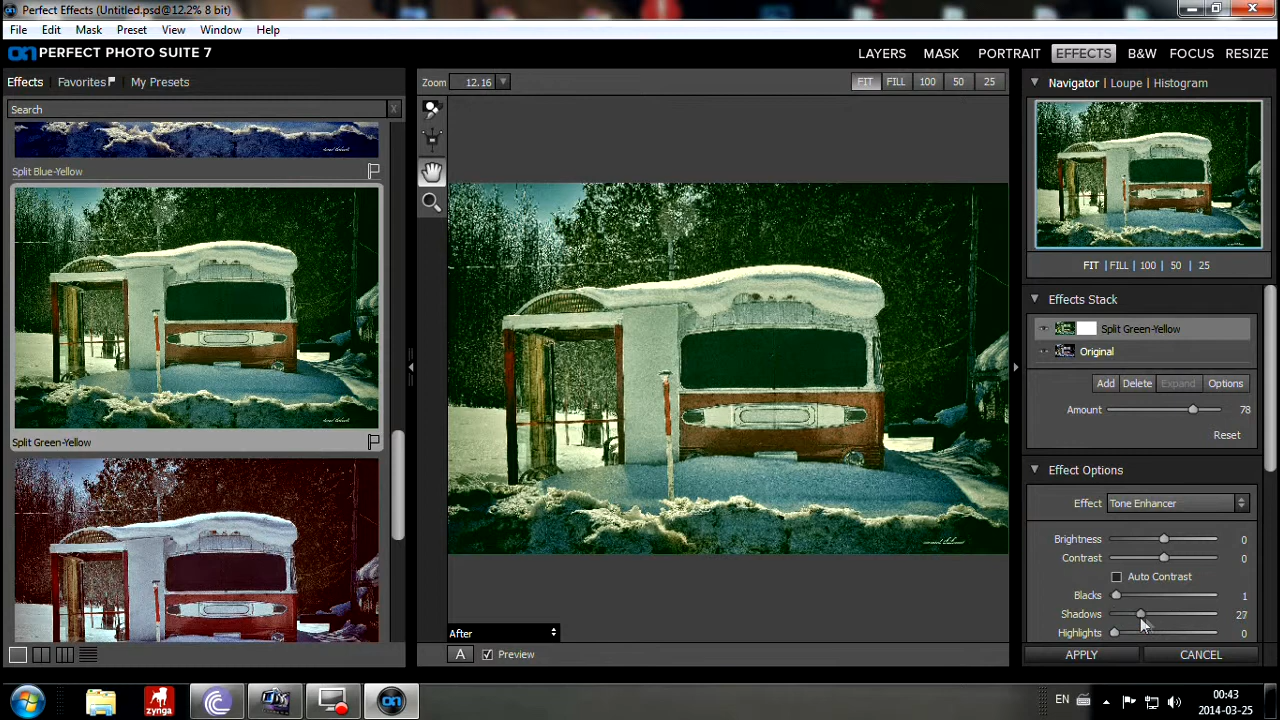 Perfect Effects (Untitled.psd@12.2% 8 bit)
File Edit Mask Preset View Window Help
on PERFECT PHOTO SUITE 7
LAYERS MASK PORTRAIT EFFECTS B&W FOCUS RESIZE
Effects Favorites My Presets
Search X
Split Blue-Yellow
Split Green-Yellow
Zoom 12.16
FIT FILL 100 50 25
After
A Preview
Navigator | Loupe | Histogram
FIT | FILL | 100 | 50 | 25
Effects Stack
Split Green-Yellow
Original
Add Delete Expand Options
Amount 78
Reset
Effect Options
Effect Tone Enhancer
Brightness 0
Contrast 0
Auto Contrast
Blacks 1
Shadows 27
Highlights 0
APPLY CANCEL
zynga
on
EN
00:43
2014-03-25